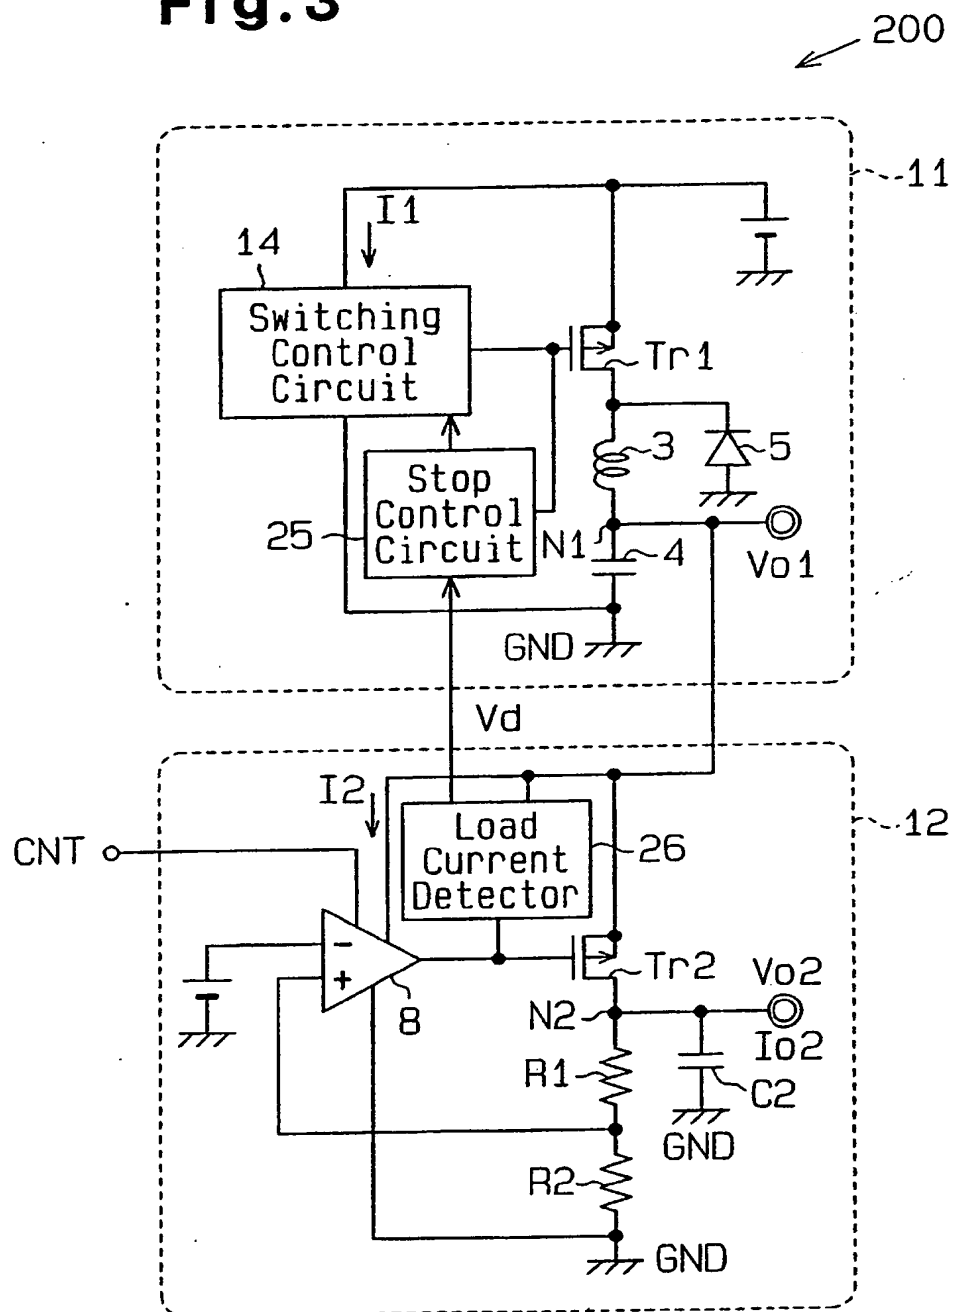 Fig.3
200
11
I1
14
Switching
Control
Circuit
Tr1
3
5
Stop
Control
Circuit
25
N1
4
Vo1
GND
Vd
I2
12
Load
Current
Detector
26
CNT
-
+
8
Tr2
Vo2
N2
Io2
R1
C2
GND
R2
GND